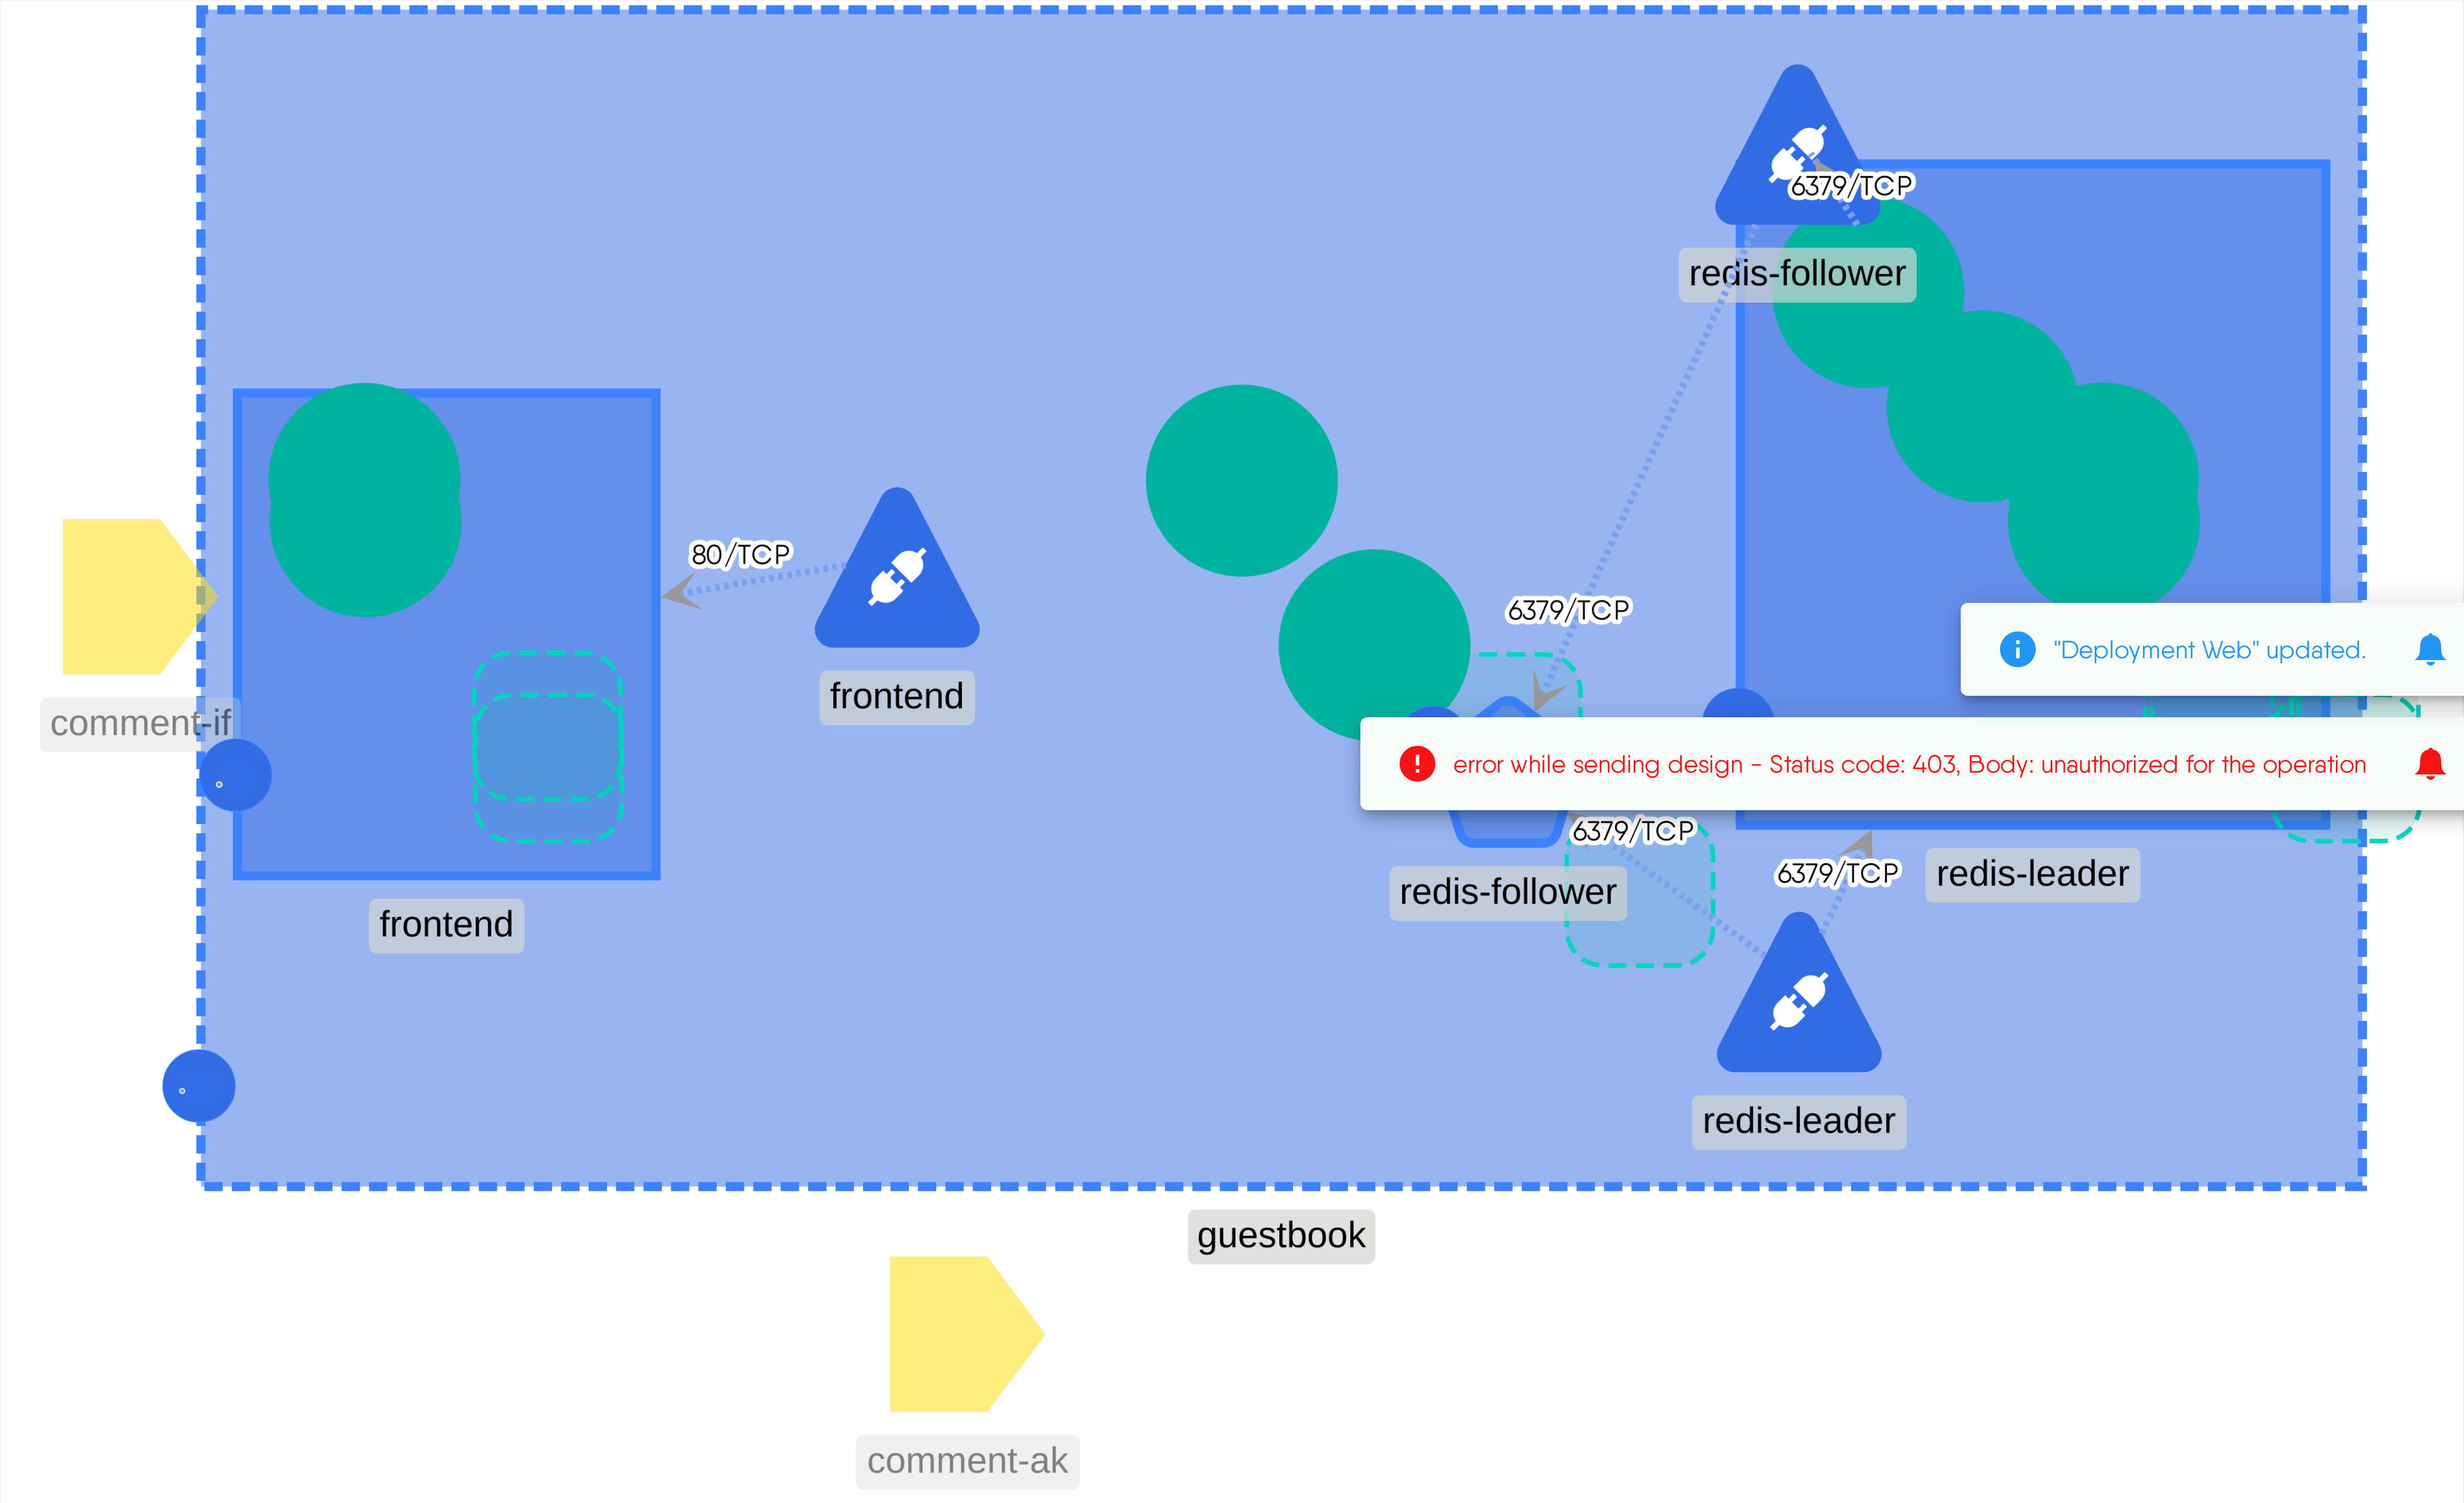 6379/TCP
redis-follower
80/TCP
6379/TCP
"Deployment Web" updated.
frontend
comment-if
error while sending design - Status code: 403, Body: unauthorized for the operation
6379/TCP
6379/TCP
redis-leader
redis-follower
frontend
redis-leader
guestbook
comment-ak